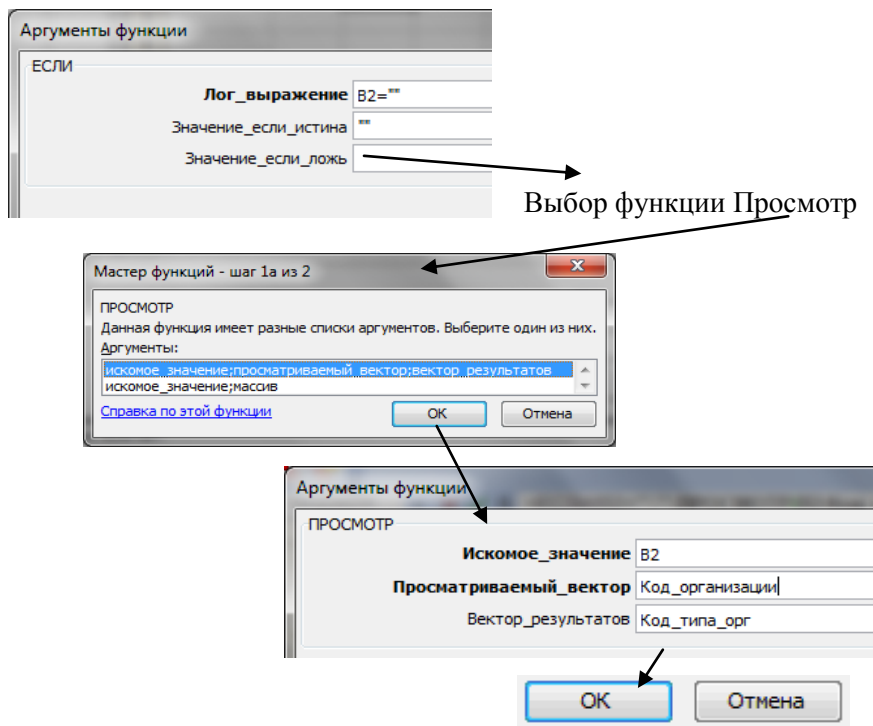 Аргументы функции
ЕСЛИ
Лог_выражение B2=""
Значение_если_истина ""
Значение_если_ложь
Выбор функции Просмотр
Мастер функций - шаг 1а из 2
ПРОСМОТР
Данная функция имеет разные списки аргументов. Выберите один из них.
Аргументы:
искомое_значение;просматриваемый_вектор;вектор_результатов
искомое_значение;массив
Справка по этой функции ОК Отмена
Аргументы функции
ПРОСМОТР
Искомое_значение B2
Просматриваемый_вектор Код_организации
Вектор_результатов Код_типа_орг
ОК Отмена